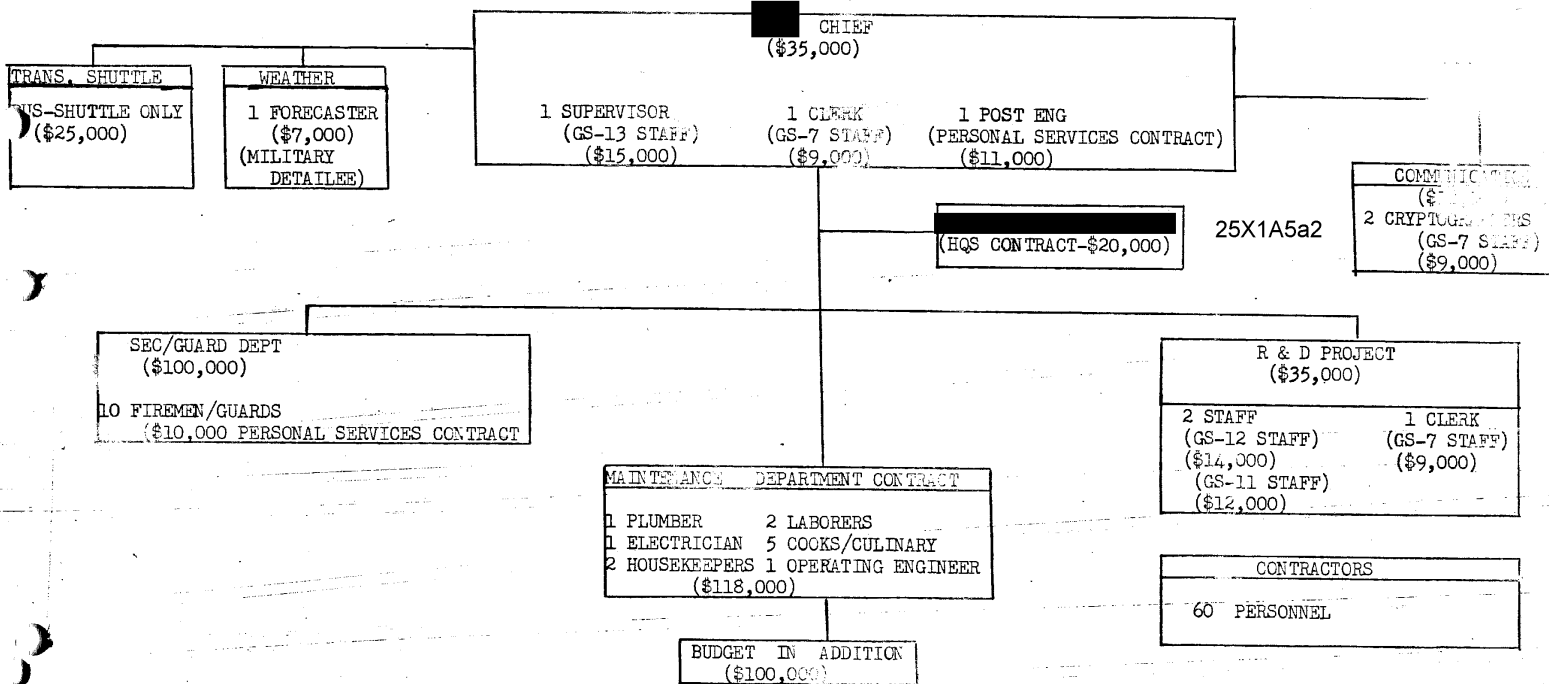 CHIEF
($35,000)
1 SUPERVISOR
(GS-13 STAFF)
($15,000)
1 CLERK
(GS-7 STAFF)
($9,000)
1 POST ENG
(PERSONAL SERVICES CONTRACT)
($11,000)
TRANS. SHUTTLE
US-SHUTTLE ONLY
($25,000)
WEATHER
1 FORECASTER
($7,000)
(MILITARY
DETAILEE)
(HQS CONTRACT-$20,000)
25X1A5a2
2
(GS-7 STAFF)
($9,000)
SEC/GUARD DEPT
($100,000)
10 FIREMEN/GUARDS
($10,000 PERSONAL SERVICES CONTRACT
R & D PROJECT
($35,000)
2 STAFF
(GS-12 STAFF)
($14,000)
(GS-11 STAFF)
($12,000)
1 CLERK
(GS-7 STAFF)
($9,000)
MAINTENANCE DEPARTMENT CONTRACT
1 PLUMBER 2 LABORERS
1 ELECTRICIAN 5 COOKS/CULINARY
2 HOUSEKEEPERS 1 OPERATING ENGINEER
($118,000)
CONTRACTORS
60 PERSONNEL
BUDGET IN ADDITION
($100,000)